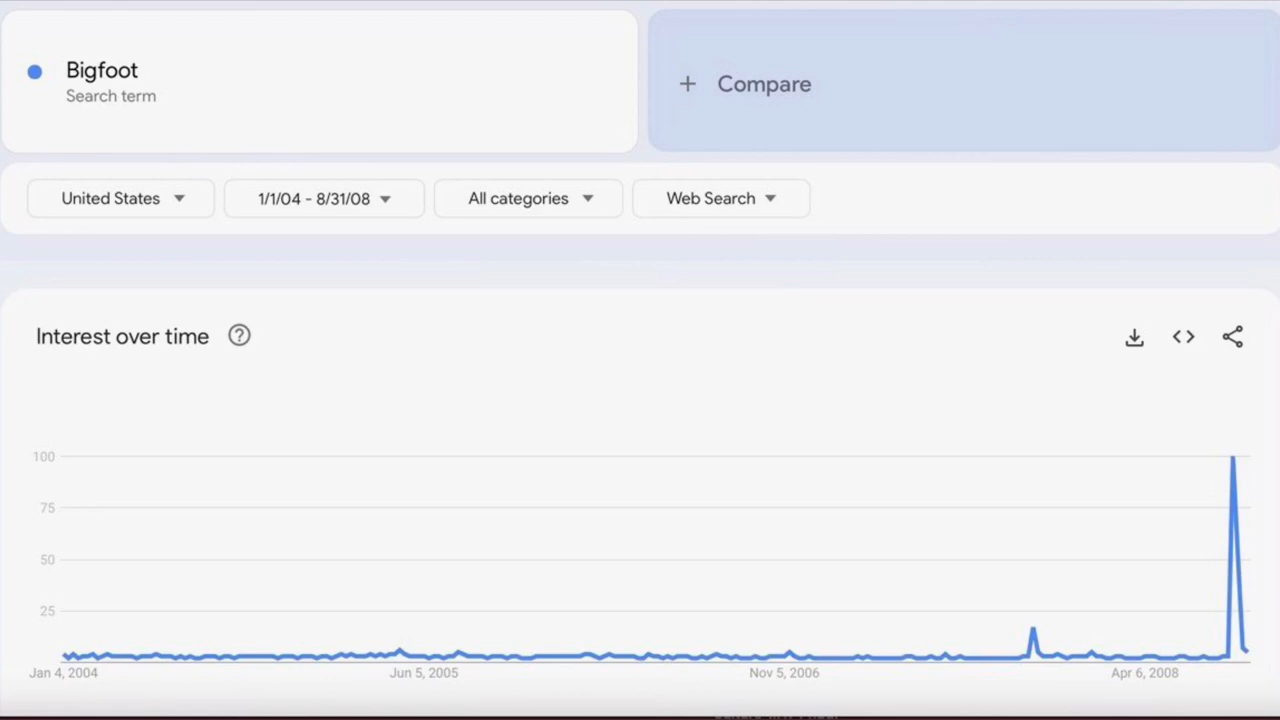 Bigfoot
Search term
+ Compare
United States
1/1/04 - 8/31/08
All categories
Web Search
Interest over time
100
75
50
25
Jan 4, 2004
Jun 5, 2005
Nov 5, 2006
Apr 6, 2008